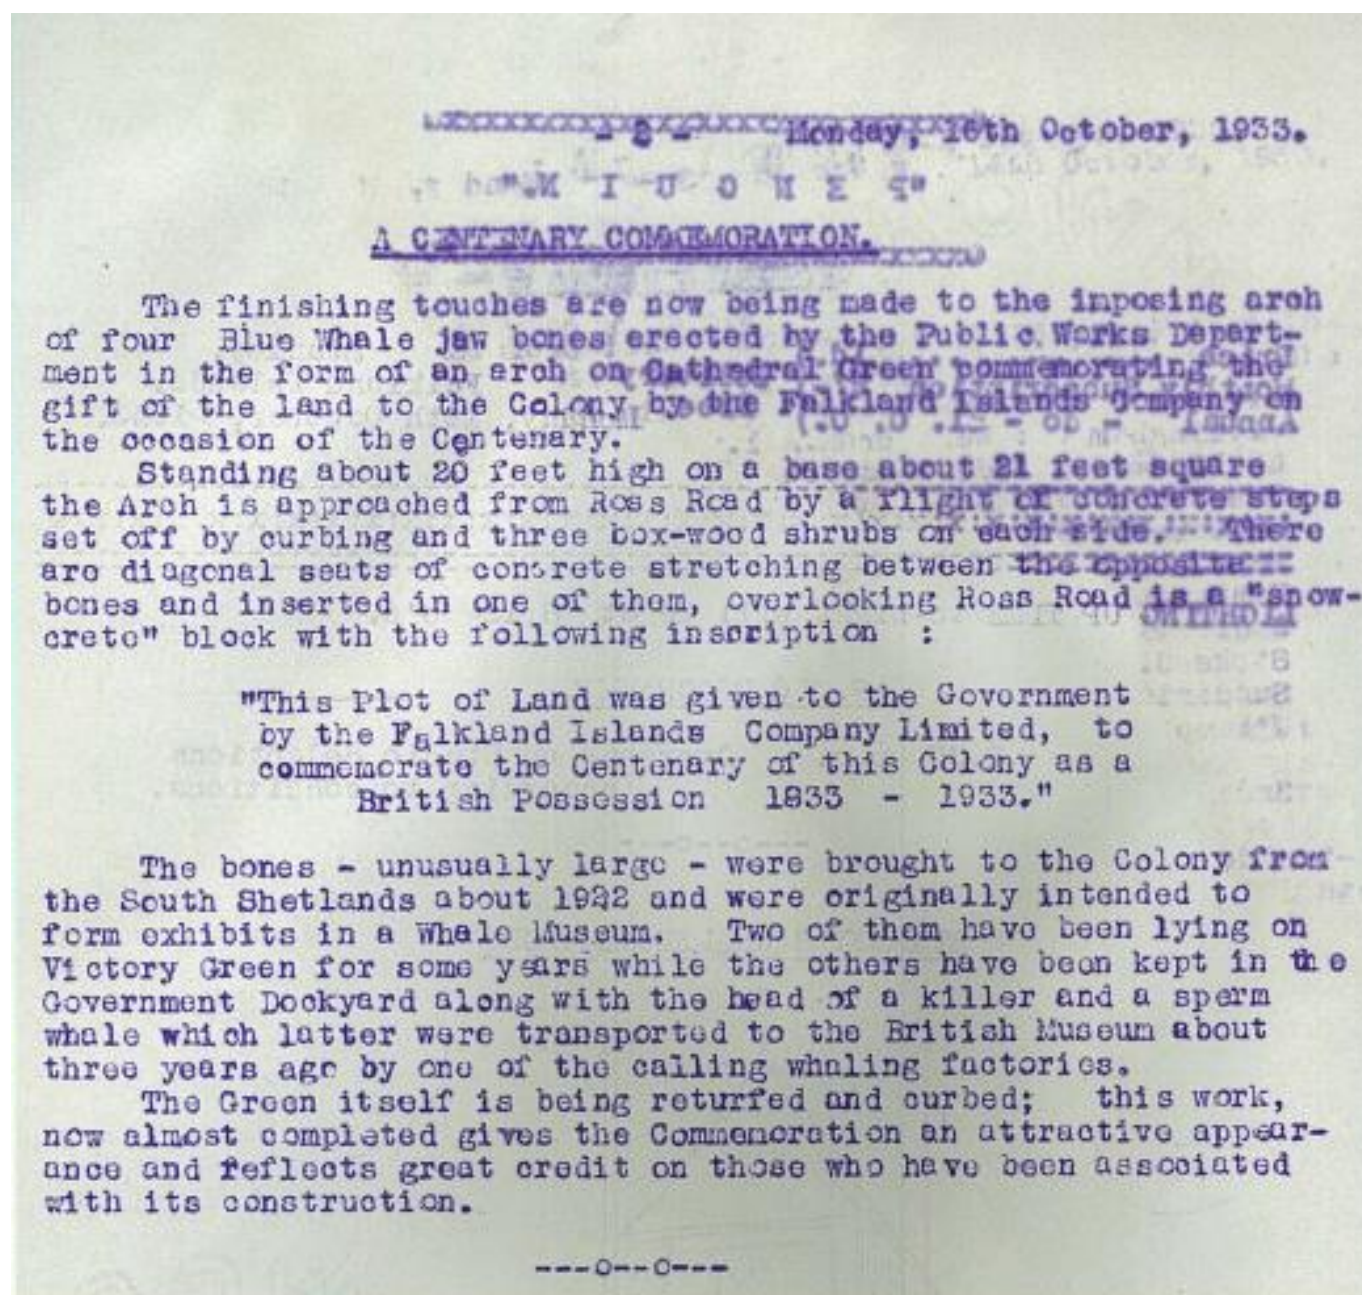 - 2 - Monday, 16th October, 1933.
A CENTENARY COMMEMORATION.
The finishing touches are now being made to the imposing arch
of four Blue Whale jaw bones erected by the Public Works Depart-
ment in the form of an arch on Cathedral Green commemorating the
gift of the land to the Colony by the Falkland Islands Company on
the occasion of the Centenary.
Standing about 20 feet high on a base about 21 feet square
the Arch is approached from Ross Road by a flight of concrete steps
set off by curbing and three box-wood shrubs on each side. There
are diagonal seats of concrete stretching between the opposite
bones and inserted in one of them, overlooking Ross Road is a "snow-
crete" block with the following inscription :
"This Plot of Land was given to the Government
by the Falkland Islands Company Limited, to
commemorate the Centenary of this Colony as a
British Possession 1833 - 1933."
The bones - unusually large - were brought to the Colony from
the South Shetlands about 1922 and were originally intended to
form exhibits in a Whale Museum. Two of them have been lying on
Victory Green for some years while the others have been kept in the
Government Dockyard along with the head of a killer and a sperm
whale which latter were transported to the British Museum about
three years ago by one of the calling whaling factories.
The Green itself is being returfed and curbed; this work,
now almost completed gives the Commemoration an attractive appear-
ance and reflects great credit on those who have been associated
with its construction.
---o--o---